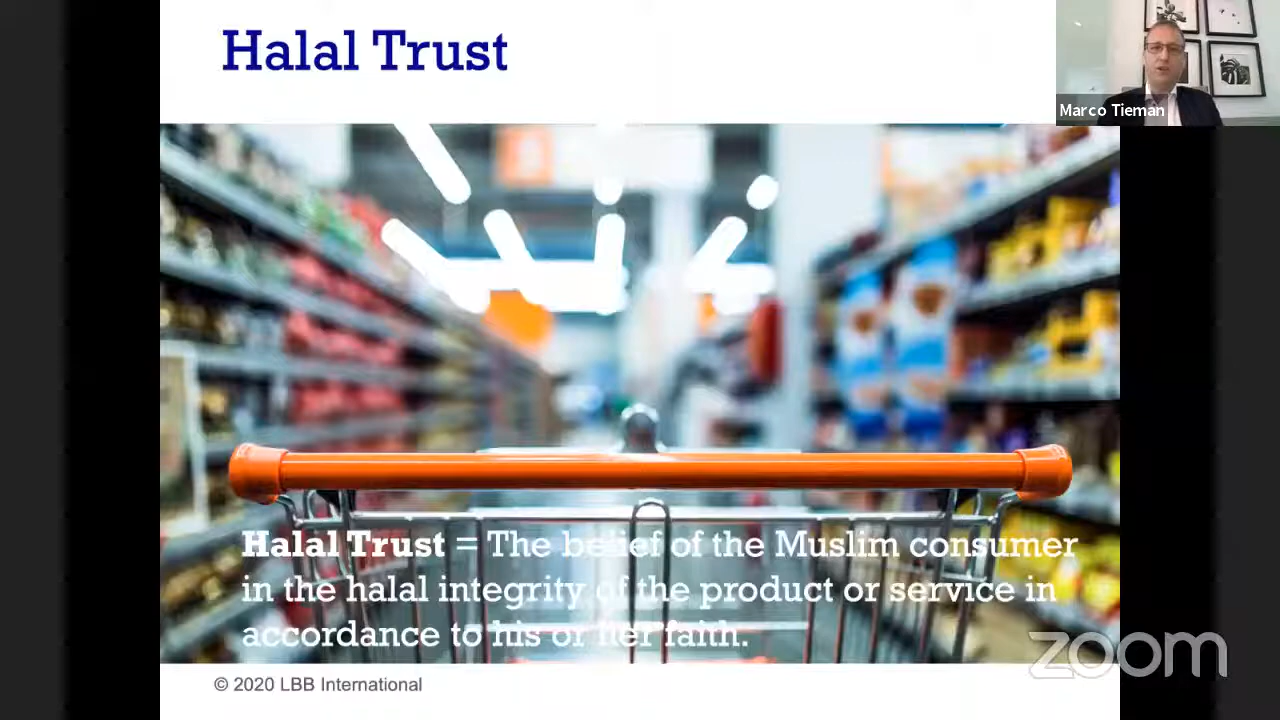 Halal Trust
Marco Tieman
Halal Trust = The belief of the Muslim consumer
in the halal integrity of the product or service in
accordance to his or her faith.
zoom
© 2020 LBB International